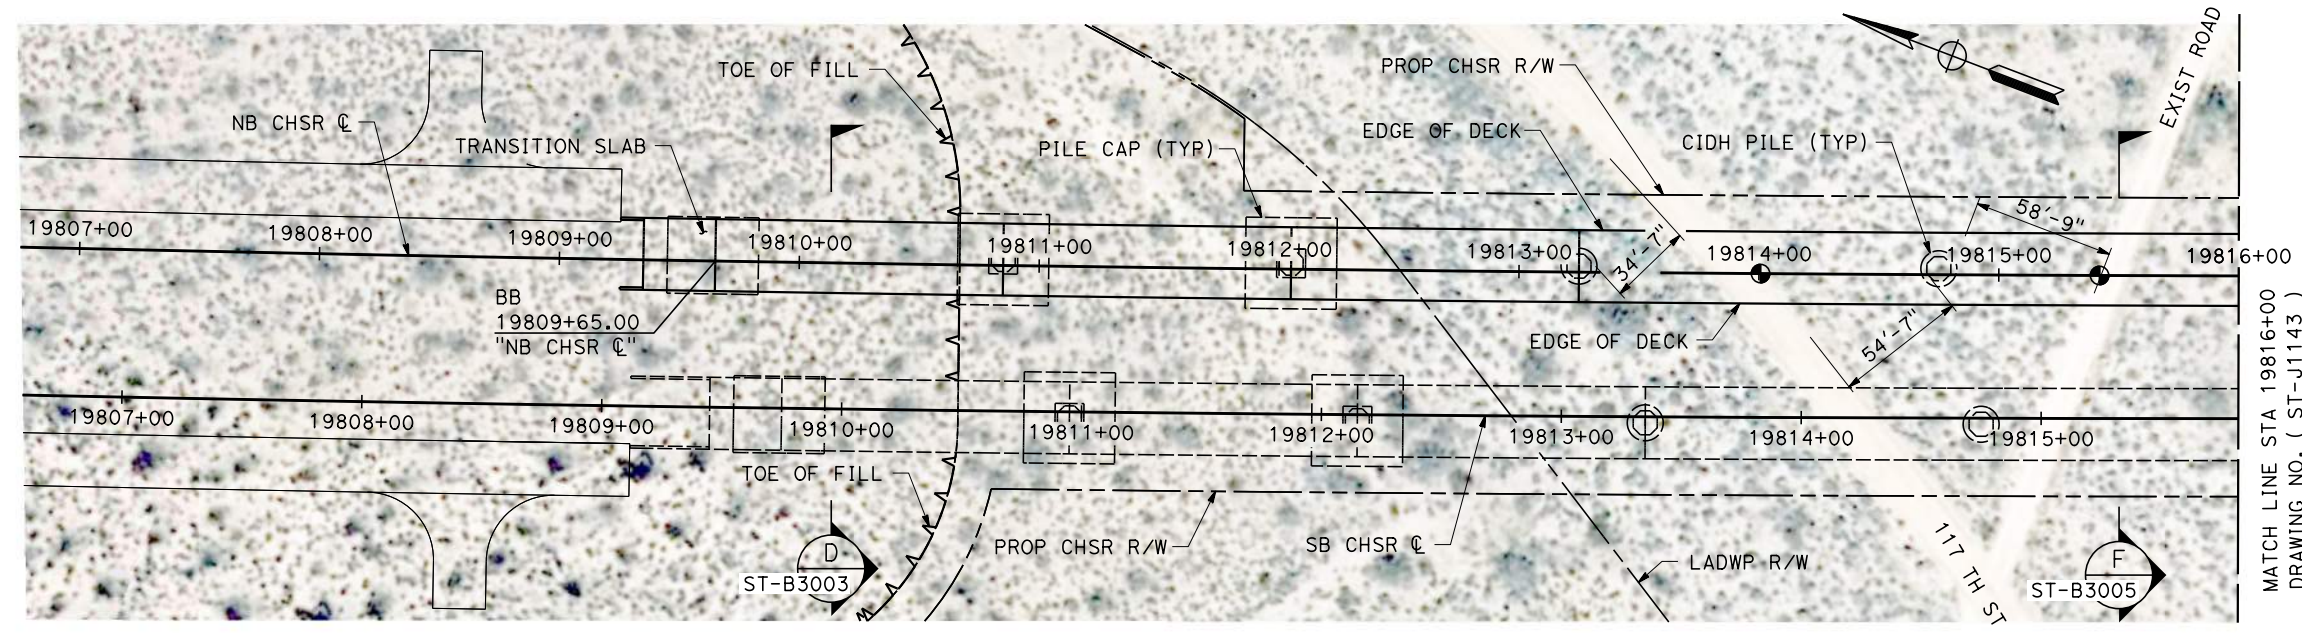 EXIST ROAD
TOE OF FILL
PROP CHSR R/W
NB CHSR ℄
EDGE OF DECK
TRANSITION SLAB
PILE CAP (TYP)
CIDH PILE (TYP)
58'-9"
19807+00
19808+00
19809+00
19810+00
19811+00
19812+00
19813+00
34'-7"
19814+00
19815+00
19816+00
BB
19809+65.00
"NB CHSR ℄"
EDGE OF DECK
54'-7"
19807+00
19808+00
19809+00
19810+00
19811+00
19812+00
19813+00
19814+00
19815+00
TOE OF FILL
PROP CHSR R/W
SB CHSR ℄
LADWP R/W
117 TH ST
D
ST-B3003
F
ST-B3005
MATCH LINE STA 19816+00
DRAWING NO. ( ST-J1143 )